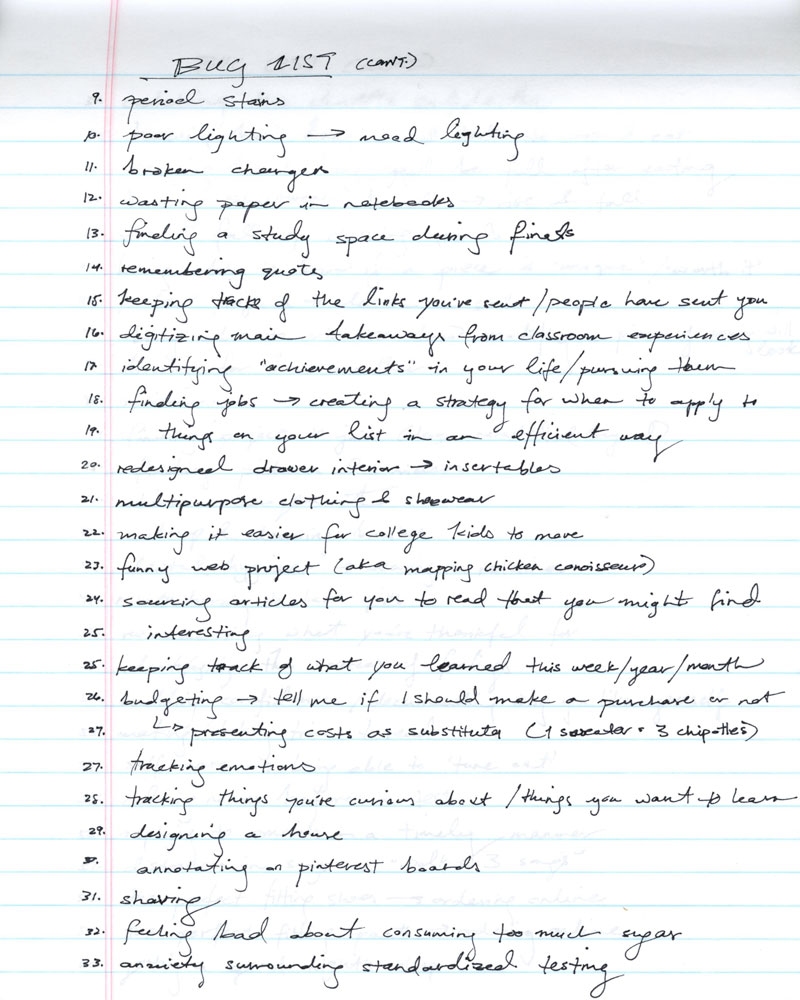 BUG LIST (CONT.)
9. period stains
10. poor lighting → mood lighting
11. broken charger
12. wasting paper in notebooks
13. finding a study space during finals
14. remembering quotes
15. keeping track of the links you've sent/people have sent you
16. digitizing main takeaways from classroom experiences
17. identifying "achievements" in your life/pursuing them
18. finding jobs → creating a strategy for when to apply to
19. things on your list in an efficient way
20. redesigned drawer interior → insertables
21. multipurpose clothing & shoewear
22. making it easier for college kids to move
23. funny web project (aka mapping chicken conoisseur)
24. sourcing articles for you to read that you might find
25. interesting
25. keeping track of what you learned this week/year/month
26. budgeting → tell me if I should make a purchase or not
27. ↳ presenting costs as substituta (1 sweater = 3 chipotles)
27. tracking emotions
28. tracking things you're curious about /things you want to learn
29. designing a house
30. annotating on pinterest boards
31. shaving
32. feeling bad about consuming too much sugar
33. anxiety surrounding standardized testing